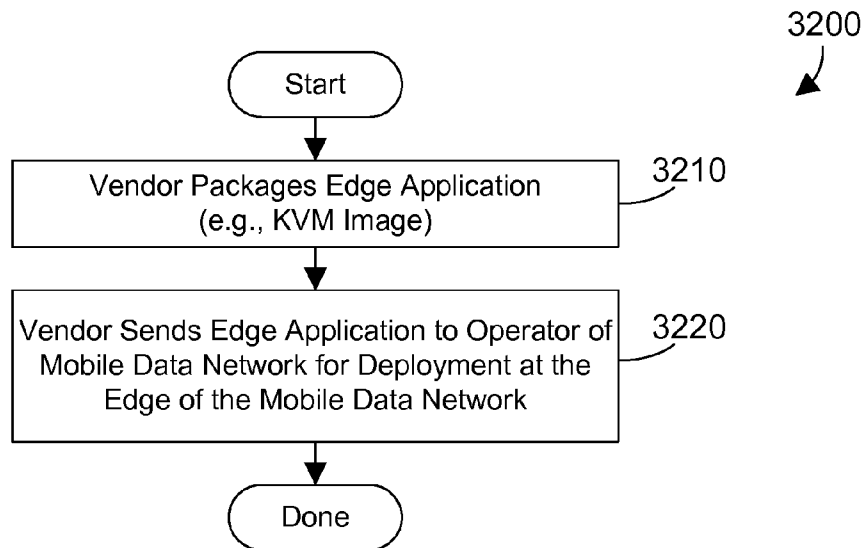 3200
Start
Vendor Packages Edge Application
(e.g., KVM Image)
3210
Vendor Sends Edge Application to Operator of
Mobile Data Network for Deployment at the
Edge of the Mobile Data Network
3220
Done